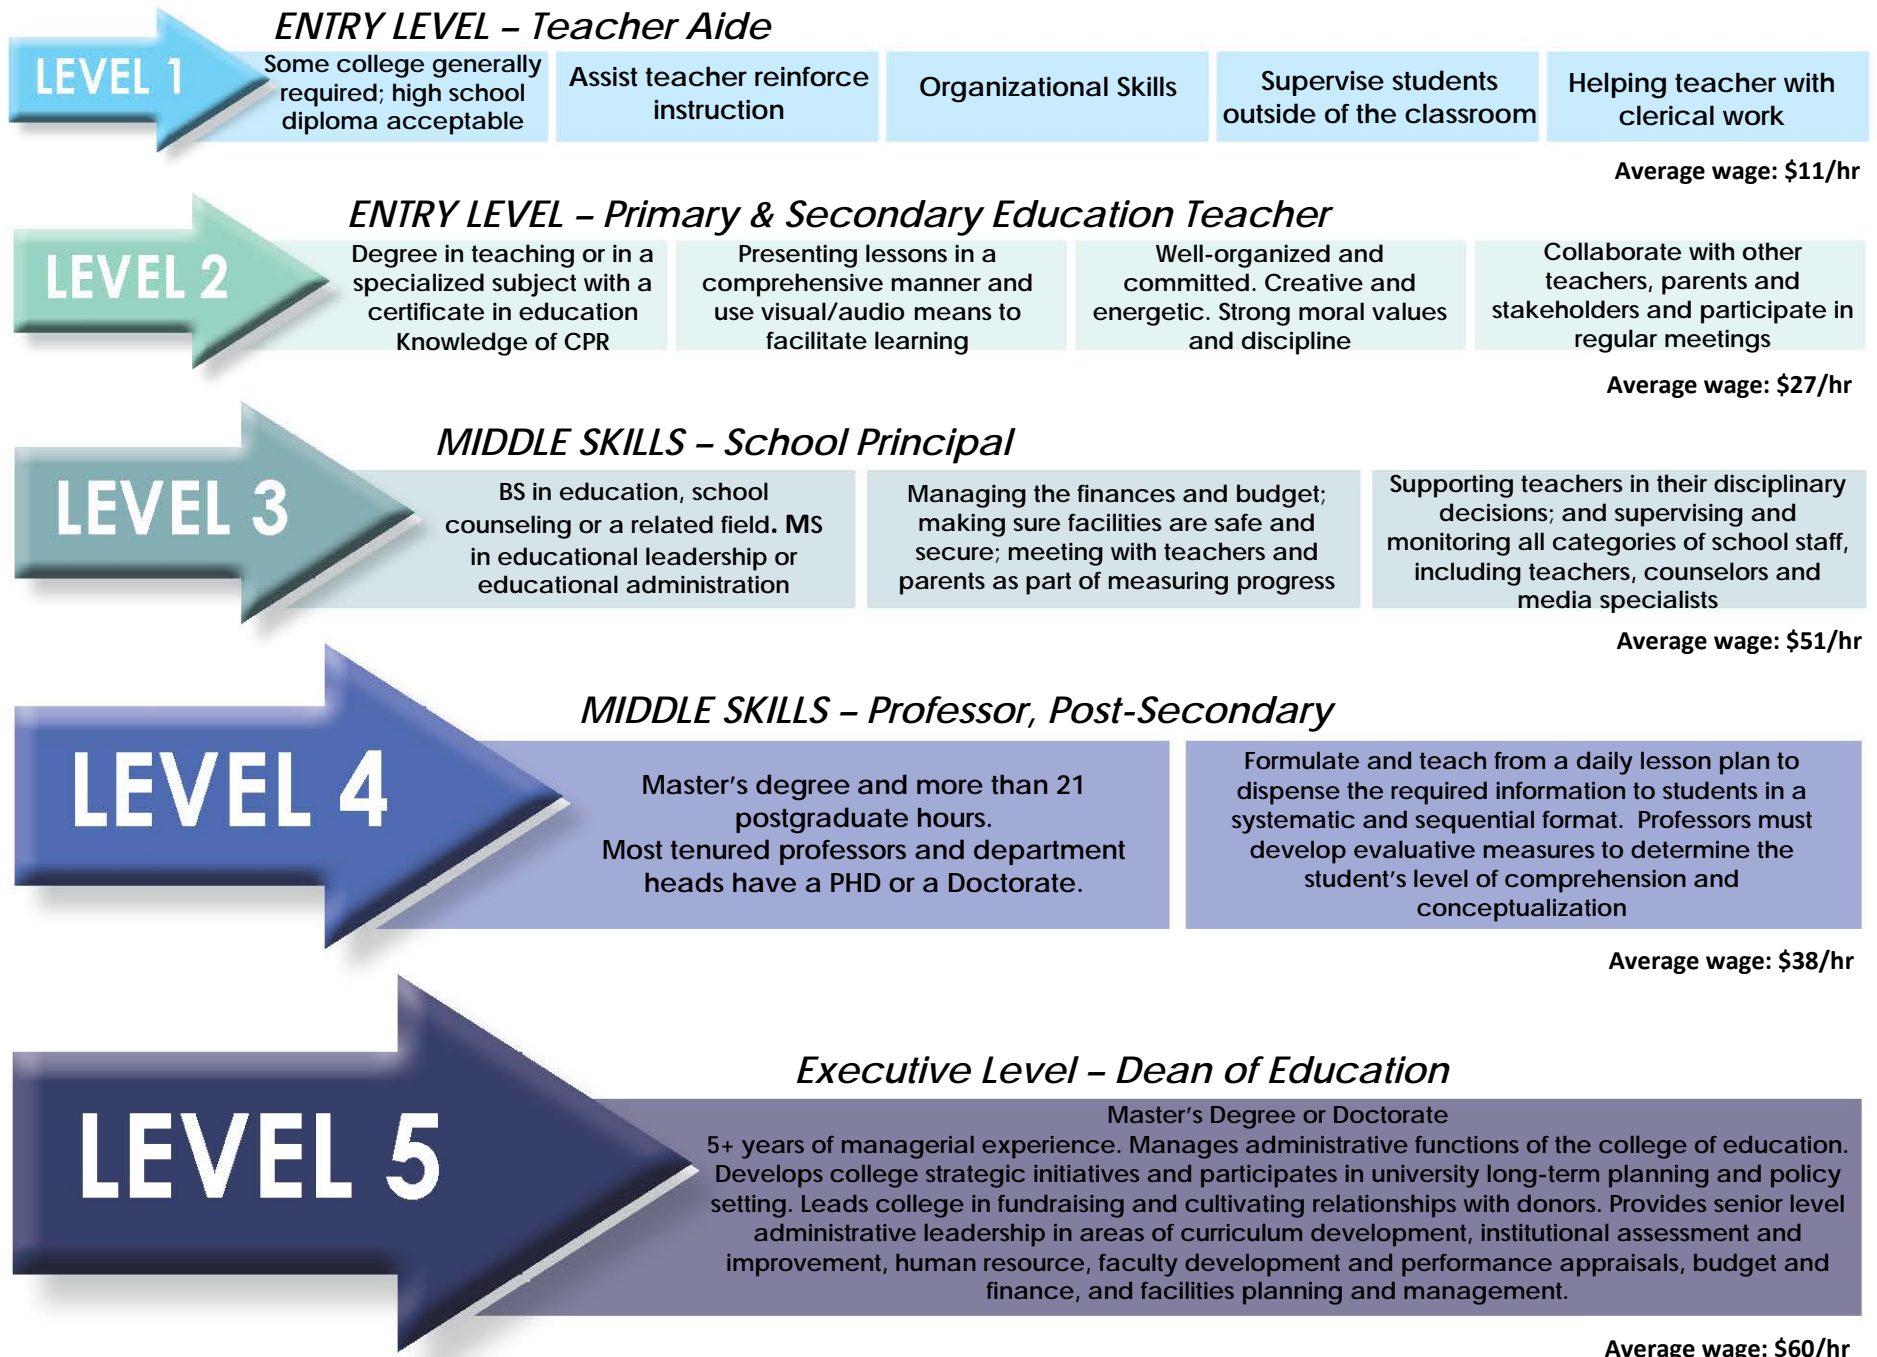 ENTRY LEVEL – Teacher Aide
LEVEL 1
Some college generally
required; high school
diploma acceptable
Assist teacher reinforce
instruction
Organizational Skills
Supervise students
outside of the classroom
Helping teacher with
clerical work
Average wage: $11/hr
ENTRY LEVEL – Primary & Secondary Education Teacher
LEVEL 2
Degree in teaching or in a
specialized subject with a
certificate in education
Knowledge of CPR
Presenting lessons in a
comprehensive manner and
use visual/audio means to
facilitate learning
Well-organized and
committed. Creative and
energetic. Strong moral values
and discipline
Collaborate with other
teachers, parents and
stakeholders and participate in
regular meetings
Average wage: $27/hr
MIDDLE SKILLS – School Principal
LEVEL 3
BS in education, school
counseling or a related field. MS
in educational leadership or
educational administration
Managing the finances and budget;
making sure facilities are safe and
secure; meeting with teachers and
parents as part of measuring progress
Supporting teachers in their disciplinary
decisions; and supervising and
monitoring all categories of school staff,
including teachers, counselors and
media specialists
Average wage: $51/hr
MIDDLE SKILLS – Professor, Post-Secondary
LEVEL 4
Master's degree and more than 21
postgraduate hours.
Most tenured professors and department
heads have a PHD or a Doctorate.
Formulate and teach from a daily lesson plan to
dispense the required information to students in a
systematic and sequential format. Professors must
develop evaluative measures to determine the
student's level of comprehension and
conceptualization
Average wage: $38/hr
Executive Level – Dean of Education
LEVEL 5
Master's Degree or Doctorate
5+ years of managerial experience. Manages administrative functions of the college of education.
Develops college strategic initiatives and participates in university long-term planning and policy
setting. Leads college in fundraising and cultivating relationships with donors. Provides senior level
administrative leadership in areas of curriculum development, institutional assessment and
improvement, human resource, faculty development and performance appraisals, budget and
finance, and facilities planning and management.
Average wage: $60/hr